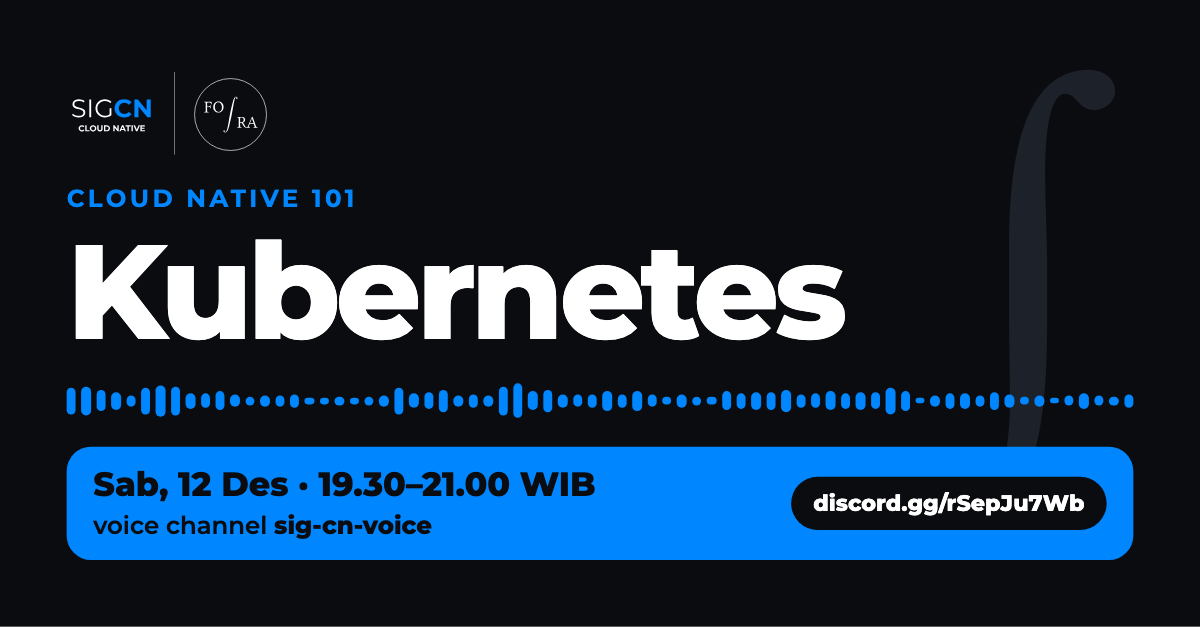 SIGCN
CLOUD NATIVE
FO
RA
CLOUD NATIVE 101
Kubernetes
Sab, 12 Des · 19.30–21.00 WIB
voice channel sig-cn-voice
discord.gg/rSepJu7Wb